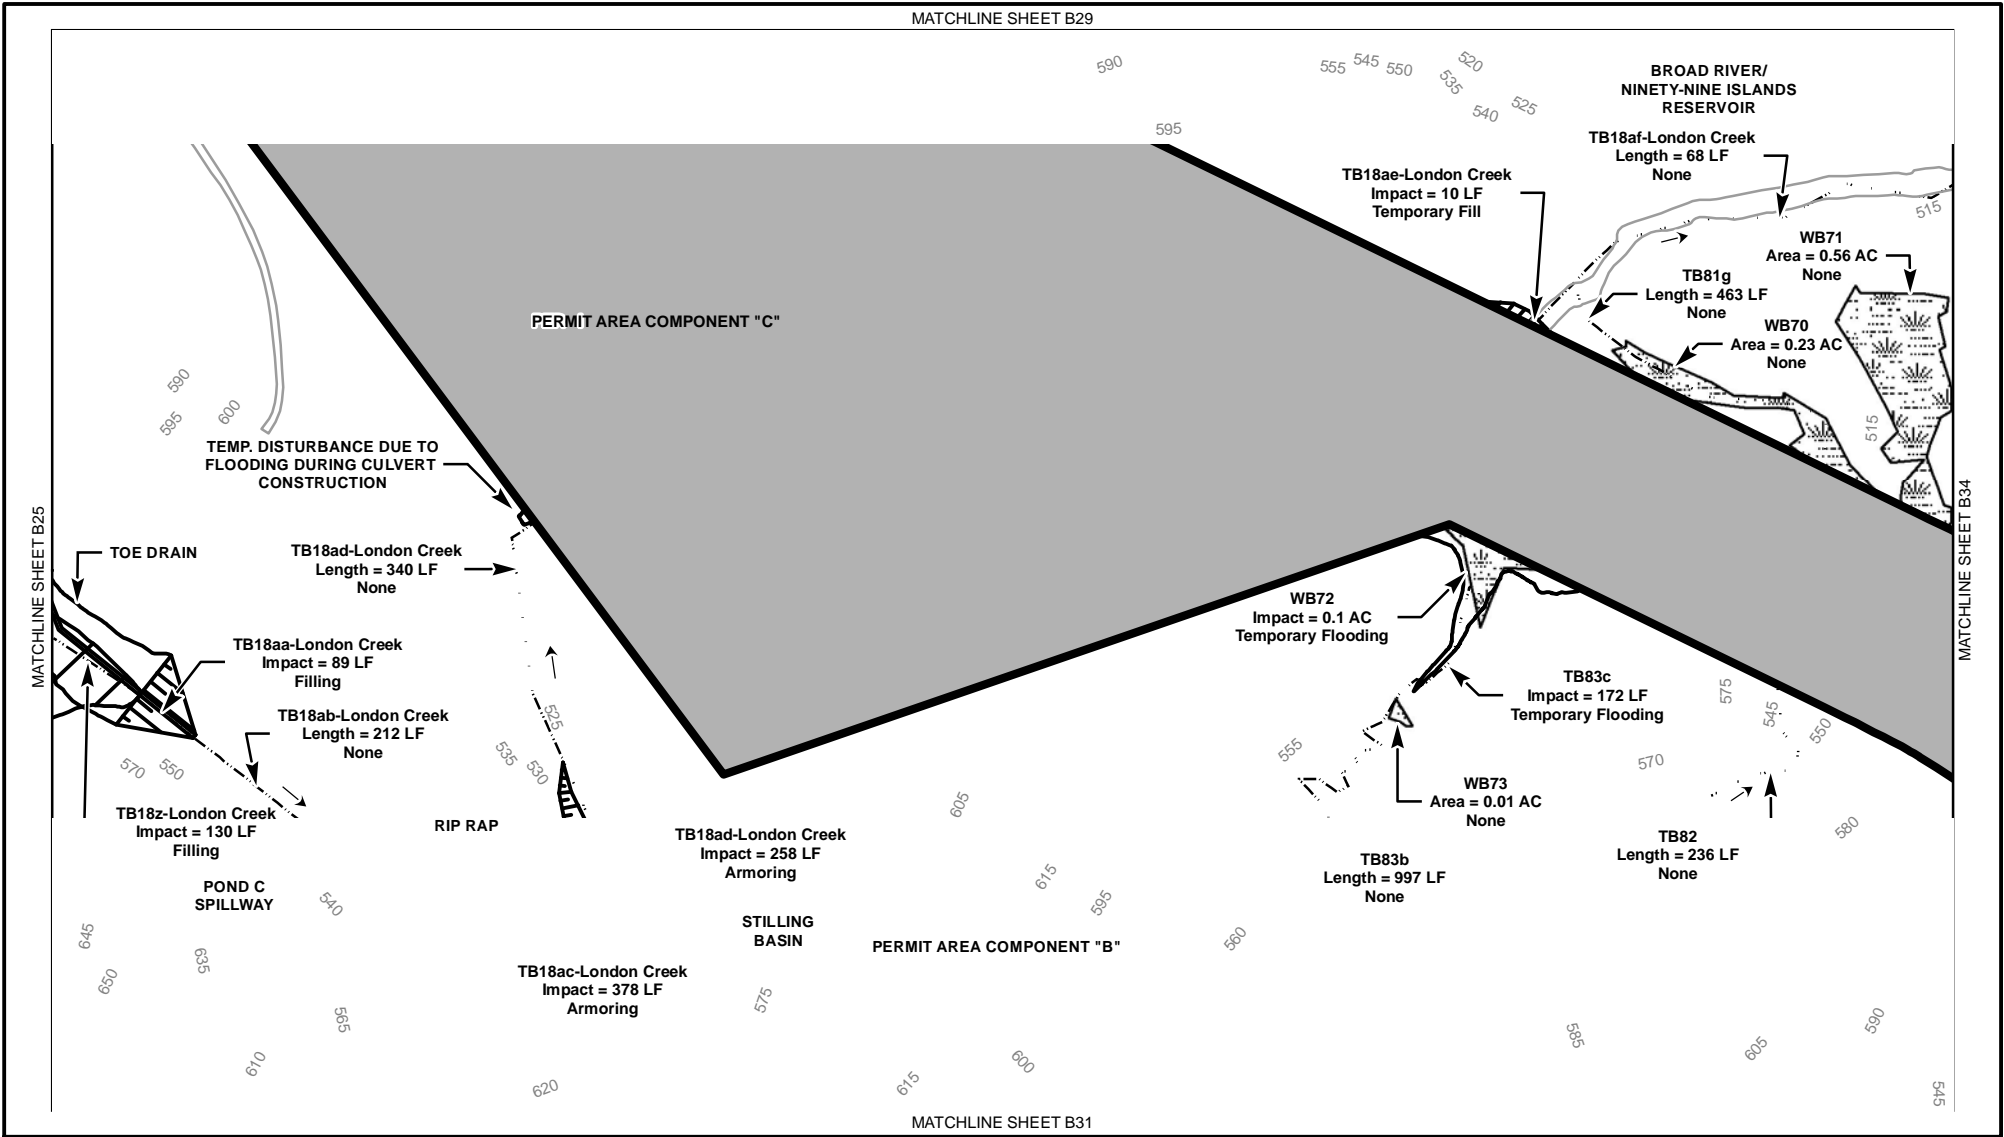 MATCHLINE SHEET B29
590
555
545
550
520
535
540
525
595
BROAD RIVER/
NINETY-NINE ISLANDS
RESERVOIR
TB18af-London Creek
Length = 68 LF
None
TB18ae-London Creek
Impact = 10 LF
Temporary Fill
515
WB71
Area = 0.56 AC
None
TB81g
Length = 463 LF
None
WB70
Area = 0.23 AC
None
515
PERMIT AREA COMPONENT "C"
590
595
600
TEMP. DISTURBANCE DUE TO
FLOODING DURING CULVERT
CONSTRUCTION
MATCHLINE SHEET B25
MATCHLINE SHEET B34
TOE DRAIN
TB18ad-London Creek
Length = 340 LF
None
TB18aa-London Creek
Impact = 89 LF
Filling
TB18ab-London Creek
Length = 212 LF
None
525
535
530
570
550
WB72
Impact = 0.1 AC
Temporary Flooding
TB83c
Impact = 172 LF
Temporary Flooding
575
545
550
555
570
WB73
Area = 0.01 AC
None
580
TB18z-London Creek
Impact = 130 LF
Filling
RIP RAP
TB18ad-London Creek
Impact = 258 LF
Armoring
605
TB83b
Length = 997 LF
None
TB82
Length = 236 LF
None
POND C
SPILLWAY
540
615
595
645
635
650
STILLING
BASIN
PERMIT AREA COMPONENT "B"
560
TB18ac-London Creek
Impact = 378 LF
Armoring
575
565
610
620
615
600
585
605
590
545
MATCHLINE SHEET B31